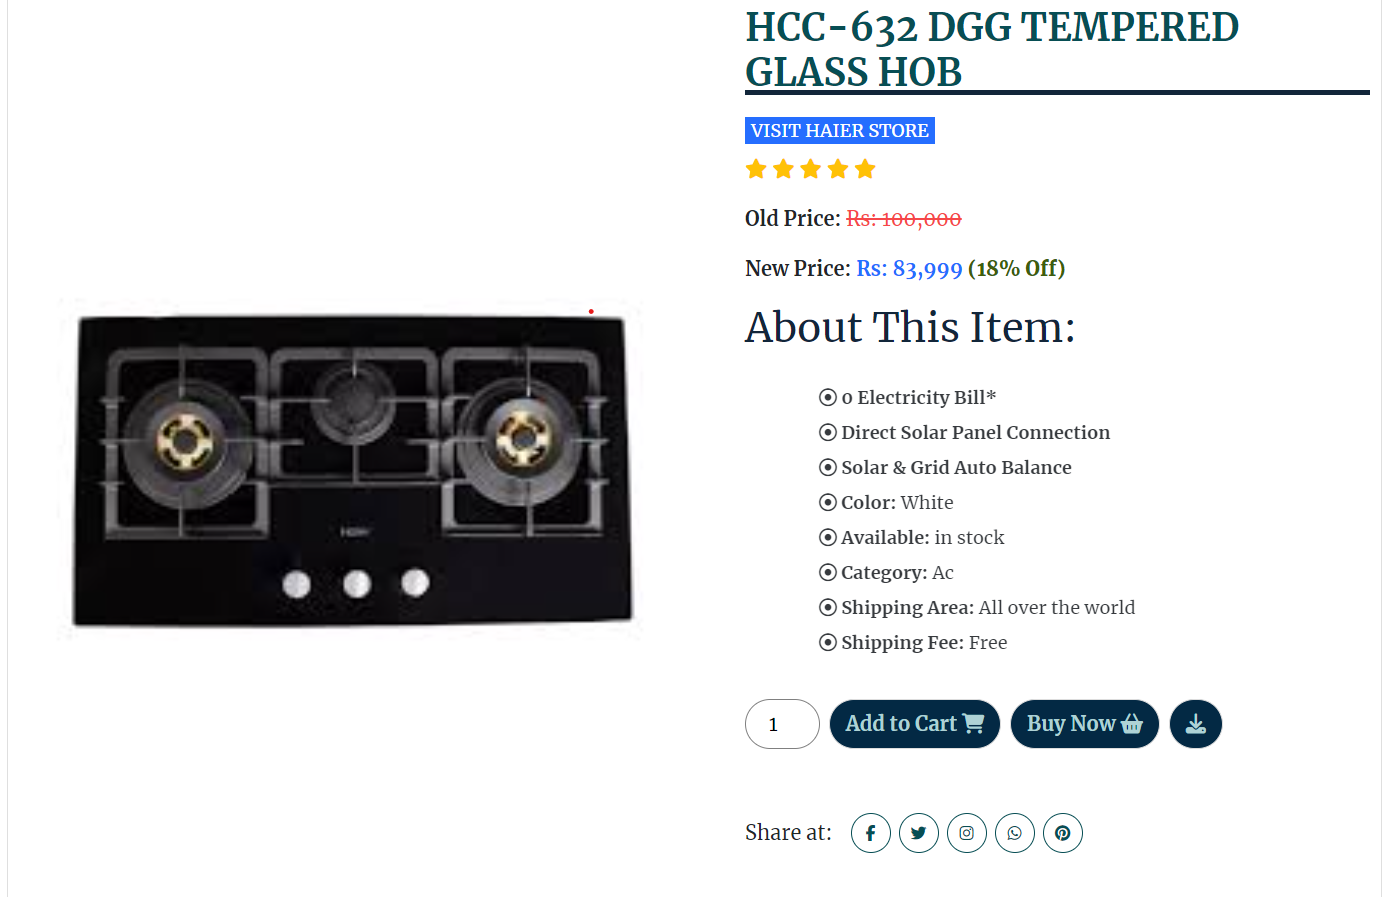 HCC-632 DGG TEMPERED
GLASS HOB
VISIT HAIER STORE
Old Price: Rs: 100,000
New Price: Rs: 83,999 (18% Off)
About This Item:
0 Electricity Bill*
Direct Solar Panel Connection
Solar & Grid Auto Balance
Color: White
Available: in stock
Category: Ac
Shipping Area: All over the world
Shipping Fee: Free
1
Add to Cart
Buy Now
Share at: